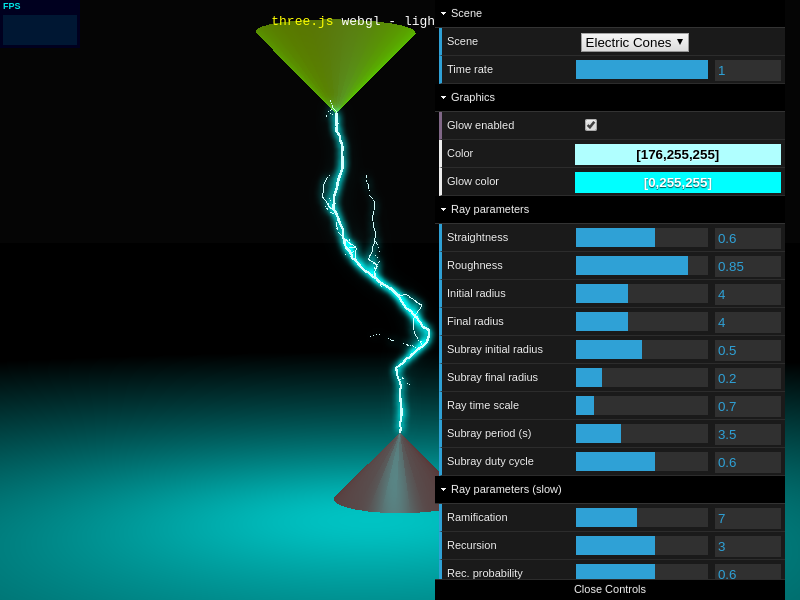 FPS
three.js webgl - ligh
Scene
Scene Electric Cones
Time rate 1
Graphics
Glow enabled
Color [176,255,255]
Glow color [0,255,255]
Ray parameters
Straightness 0.6
Roughness 0.85
Initial radius 4
Final radius 4
Subray initial radius 0.5
Subray final radius 0.2
Ray time scale 0.7
Subray period (s) 3.5
Subray duty cycle 0.6
Ray parameters (slow)
Ramification 7
Recursion 3
Rec. probability 0.6
Close Controls